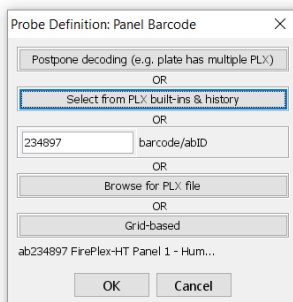 Probe Definition: Panel Barcode
Postpone decoding (e.g. plate has multiple PLX)
OR
Select from PLX built-ins & history
OR
234897 barcode/abID
OR
Browse for PLX file
OR
Grid-based
ab234897 FirePlex-HT Panel 1 - Hum...
OK Cancel